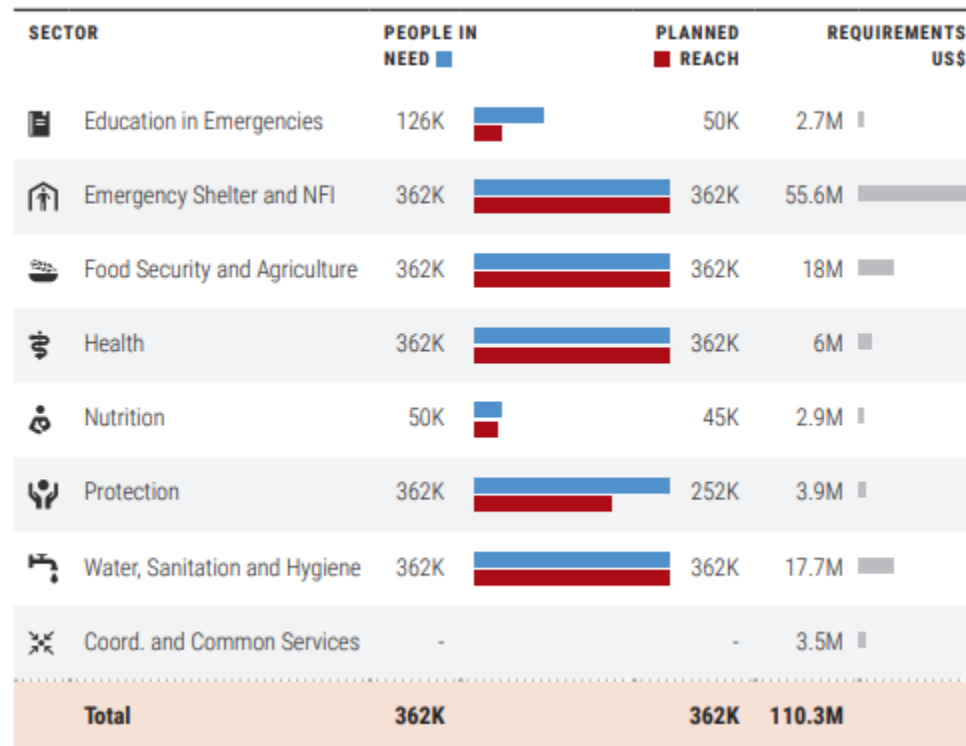 SECTOR PEOPLE IN PLANNED REQUIREMENTS
NEED REACH US$
Education in Emergencies 126K 50K 2.7M
Emergency Shelter and NFI 362K 362K 55.6M
Food Security and Agriculture 362K 362K 18M
Health 362K 362K 6M
Nutrition 50K 45K 2.9M
Protection 362K 252K 3.9M
Water, Sanitation and Hygiene 362K 362K 17.7M
Coord. and Common Services - - 3.5M
Total 362K 362K 110.3M